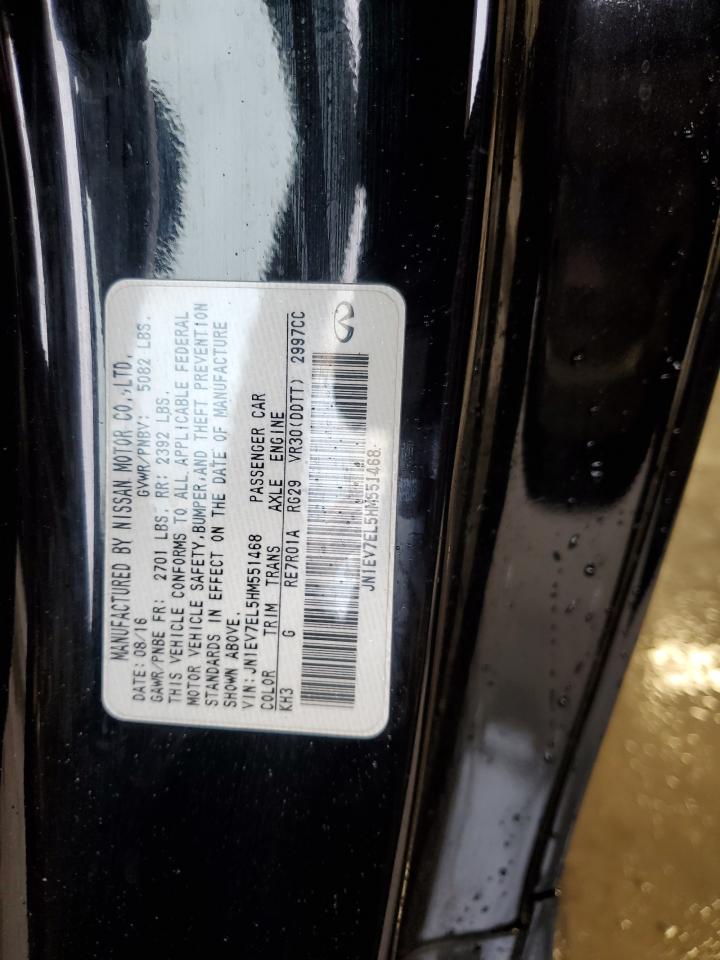 MANUFACTURED BY NISSAN MOTOR CO.,LTD.
DATE: 08/16 GVWR/PNBV: 5082 LBS.
GAWR/PNBE FR: 2701 LBS. RR: 2392 LBS.
THIS VEHICLE CONFORMS TO ALL APPLICABLE FEDERAL
MOTOR VEHICLE SAFETY,BUMPER,AND THEFT PREVENTION
STANDARDS IN EFFECT ON THE DATE OF MANUFACTURE
SHOWN ABOVE.
VIN:JN1EV7EL5HM551468 PASSENGER CAR
COLOR TRIM TRANS AXLE ENGINE
KH3 G RE7R01A RG29 VR30(DDTT) 2997CC
JN1EV7EL5HM551468